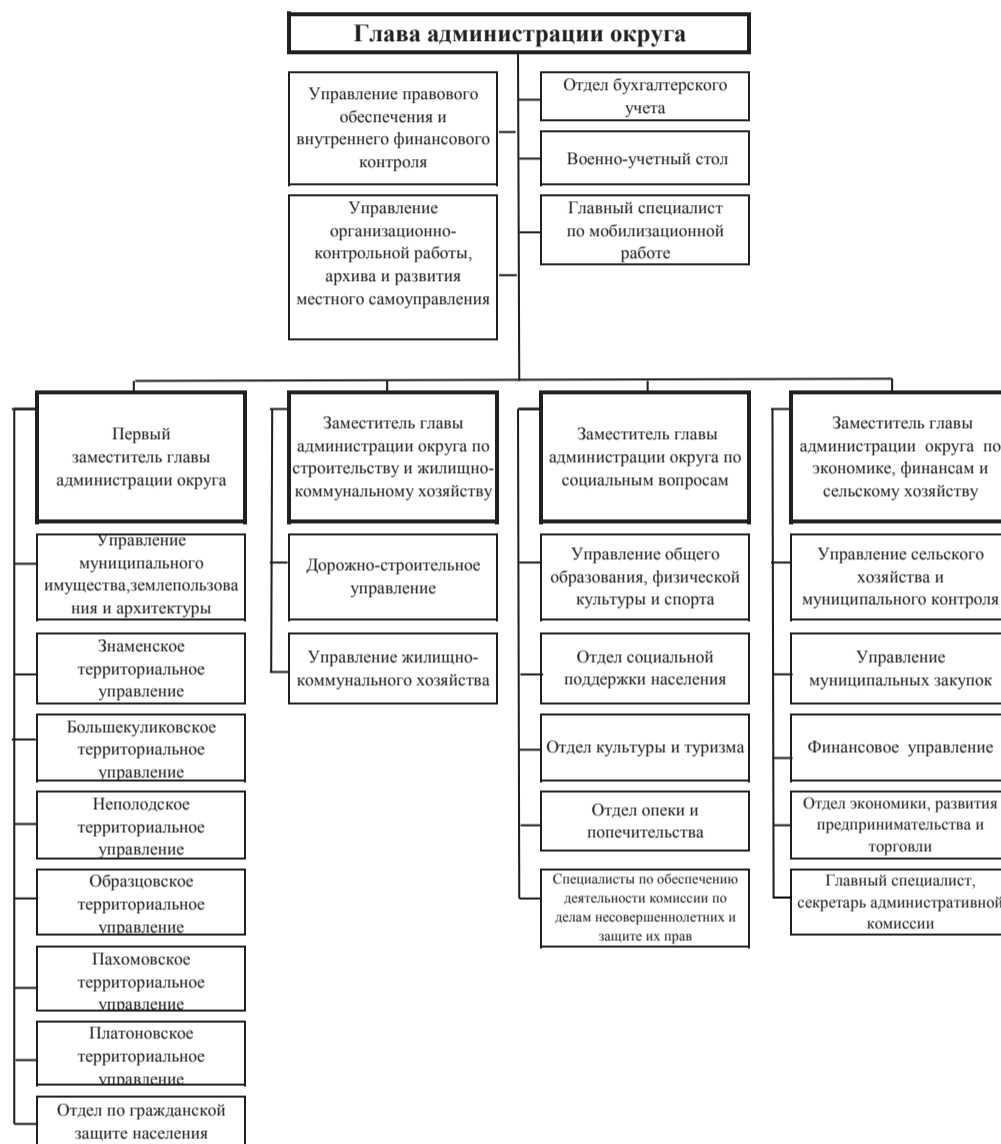 Глава администрации округа
Управление правового
обеспечения и
внутреннего финансового
контроля
Отдел бухгалтерского
учета
Военно-учетный стол
Управление
организационно-
контрольной работы,
архива и развития
местного самоуправления
Главный специалист
по мобилизационной
работе
Первый
заместитель главы
администрации округа
Управление
муниципального
имущества,землепользова
ния и архитектуры
Знаменское
территориальное
управление
Большекуликовское
территориальное
управление
Неполодское
территориальное
управление
Образцовское
территориальное
управление
Пахомовское
территориальное
управление
Платоновское
территориальное
управление
Отдел по гражданской
защите населения
Заместитель главы
администрации округа по
строительству и жилищно-
коммунальному хозяйству
Дорожно-строительное
управление
Управление жилищно-
коммунального хозяйства
Заместитель главы
администрации округа по
социальным вопросам
Управление общего
образования, физической
культуры и спорта
Отдел социальной
поддержки населения
Отдел культуры и туризма
Отдел опеки и
попечительства
Специалисты по обеспечению
деятельности комиссии по
делам несовершеннолетних и
защите их прав
Заместитель главы
администрации округа по
экономике, финансам и
сельскому хозяйству
Управление сельского
хозяйства и
муниципального контроля
Управление
муниципальных закупок
Финансовое управление
Отдел экономики, развития
предпринимательства и
торговли
Главный специалист,
секретарь административной
комиссии